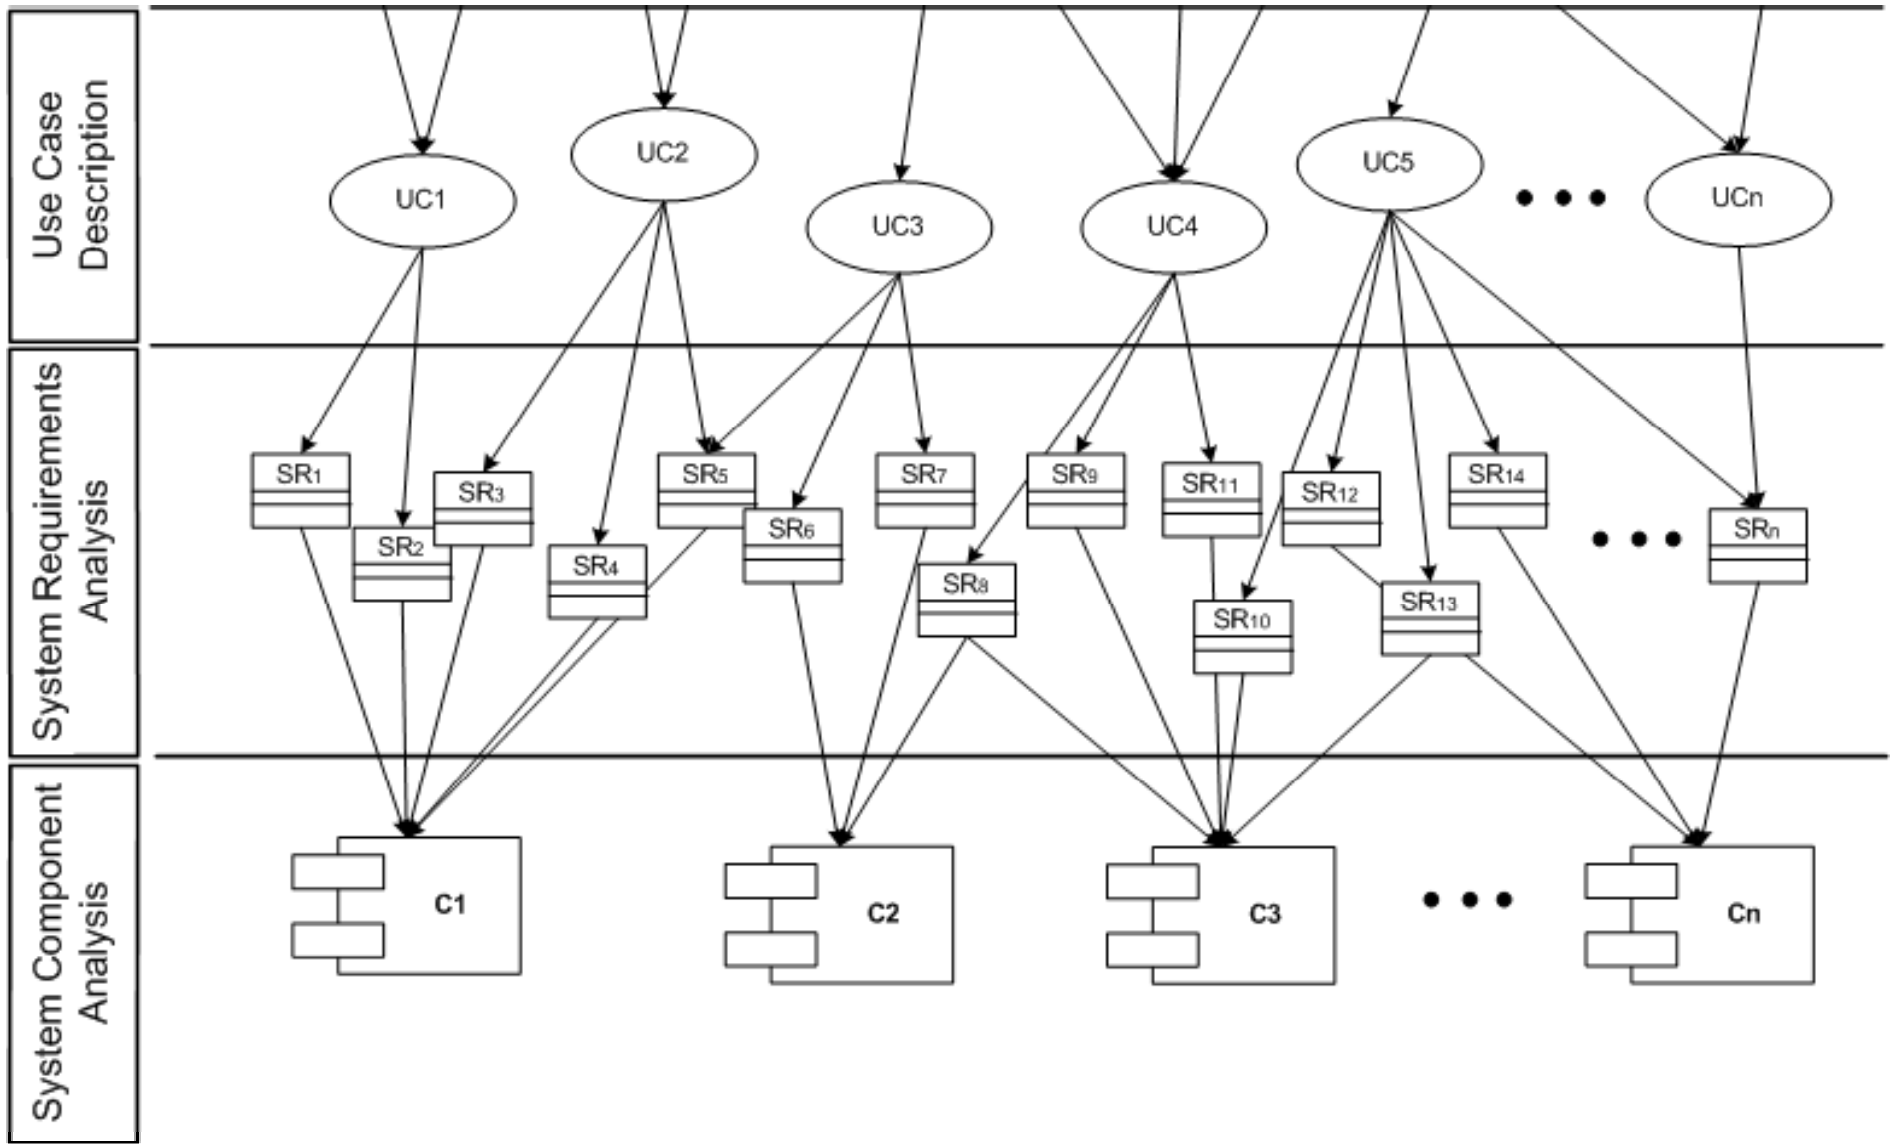 Use Case
Description
UC1
UC2
UC3
UC4
UC5
UCn
System Requirements
Analysis
SR1
SR2
SR3
SR4
SR5
SR6
SR7
SR8
SR9
SR10
SR11
SR12
SR13
SR14
SRn
System Component
Analysis
C1
C2
C3
Cn